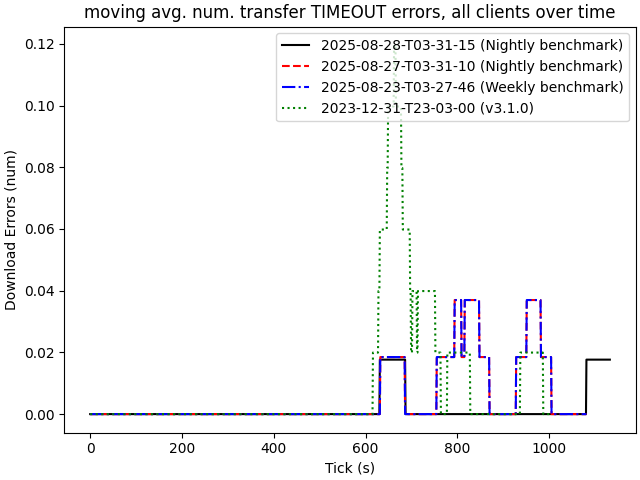 moving avg. num. transfer TIMEOUT errors, all clients over time
2025-08-28-T03-31-15 (Nightly benchmark)
2025-08-27-T03-31-10 (Nightly benchmark)
2025-08-23-T03-27-46 (Weekly benchmark)
2023-12-31-T23-03-00 (v3.1.0)
Download Errors (num)
0.12
0.10
0.08
0.06
0.04
0.02
0.00
0 200 400 600 800 1000
Tick (s)